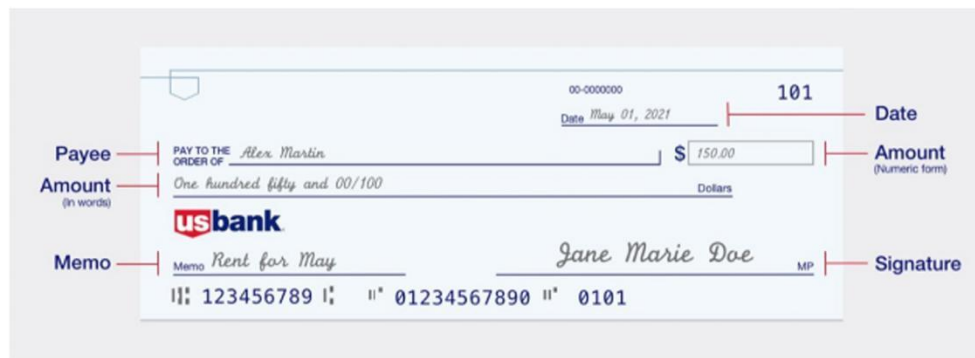 00-0000000 101
Date May 01, 2021 Date
Payee PAY TO THE ORDER OF Alex Martin $ 150.00 Amount
(Numeric form)
Amount One hundred fifty and 00/100 Dollars
(In words)
usbank
Memo Memo Rent for May Jane Marie Doe MP Signature
⑆ 123456789 ⑆ ⑈ 01234567890 ⑈ 0101